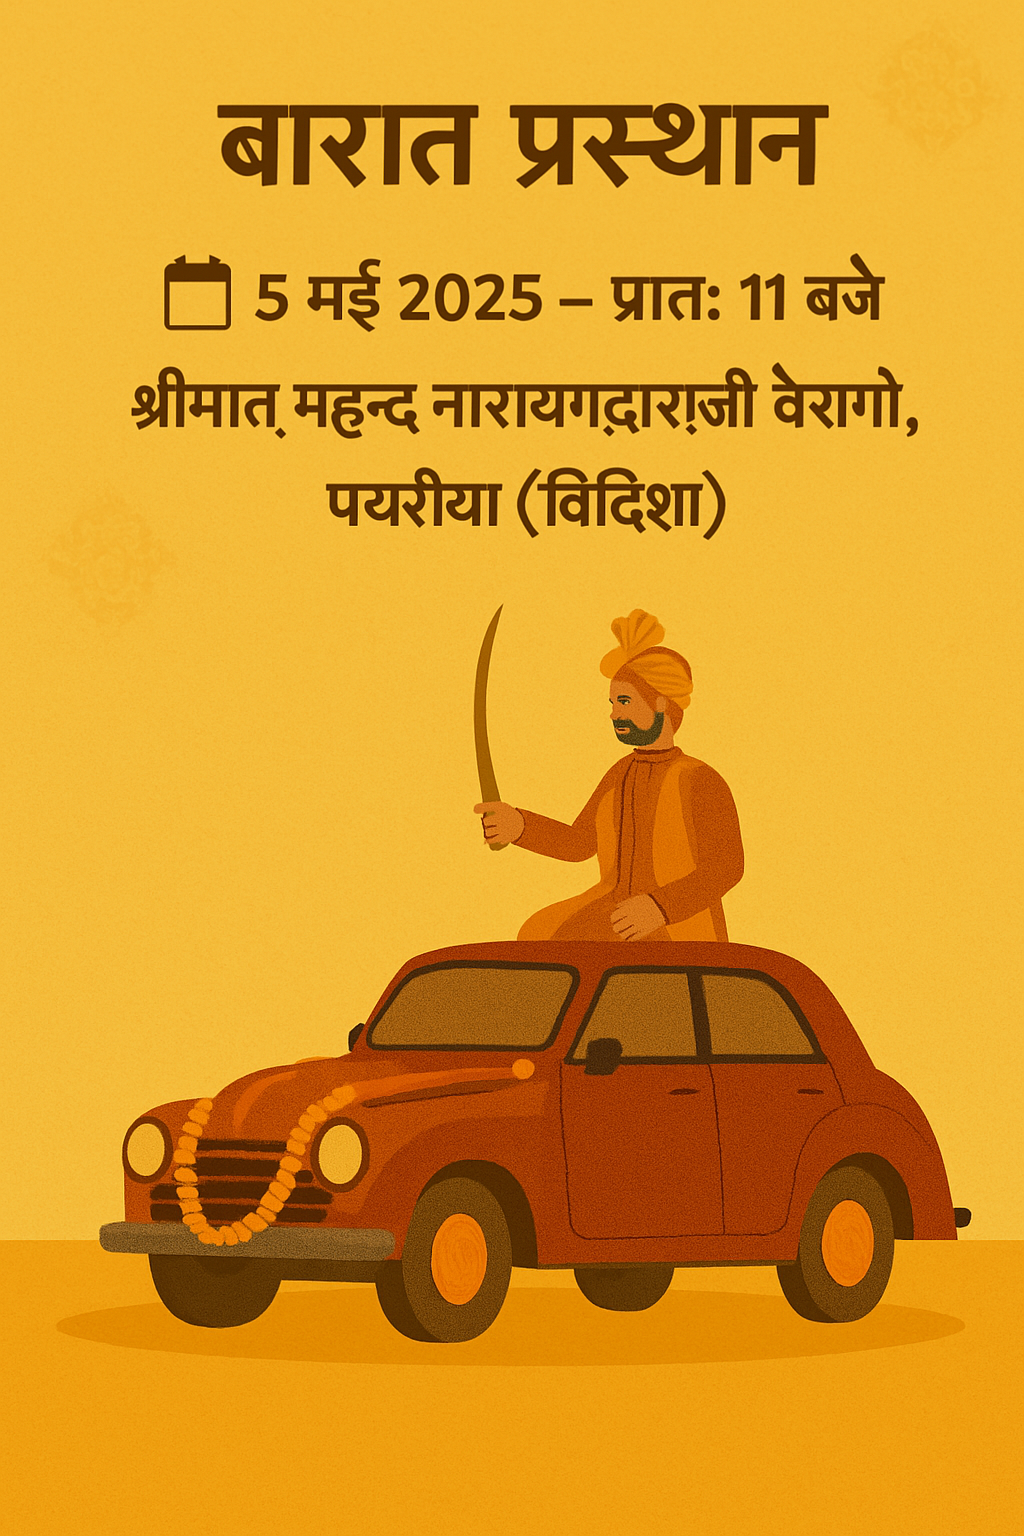 बारात प्रस्थान
5 मई 2025 – प्रात: 11 बजे
श्रीमात़ महन्द नारायगद़ाराज़ी वेरागो,
पयरीया (विदिशा)